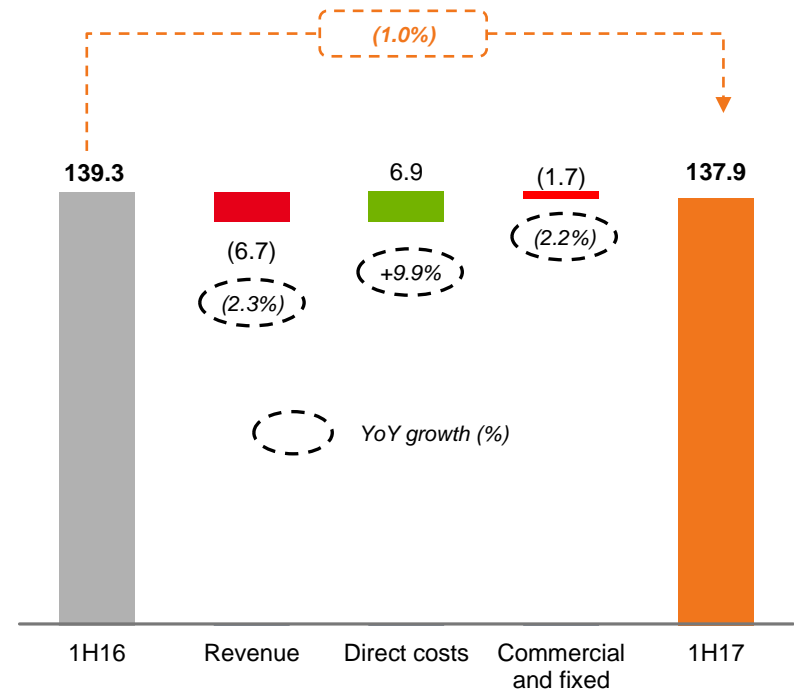 (1.0%)
139.3
6.9
(1.7)
137.9
(6.7)
(2.2%)
+9.9%
(2.3%)
YoY growth (%)
1H16
Revenue
Direct costs
Commercial
and fixed
1H17